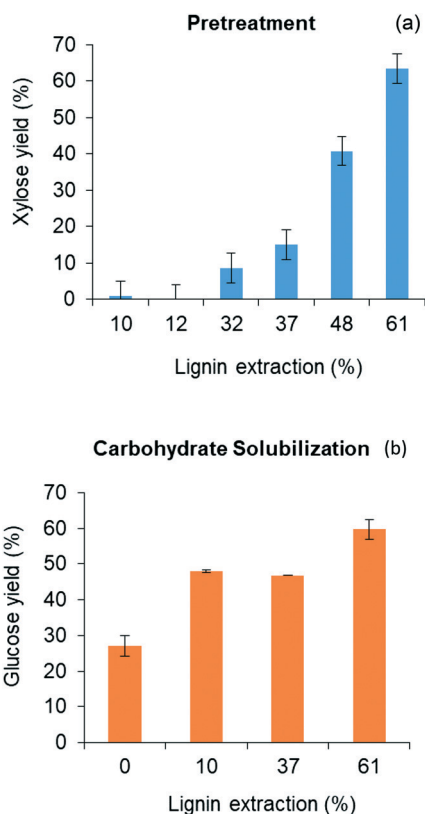 Pretreatment (a)
70
60
50
40
30
20
10
0
Xylose yield (%)
10 12 32 37 48 61
Lignin extraction (%)
Carbohydrate Solubilization (b)
70
60
50
40
30
20
10
0
Glucose yield (%)
0 10 37 61
Lignin extraction (%)